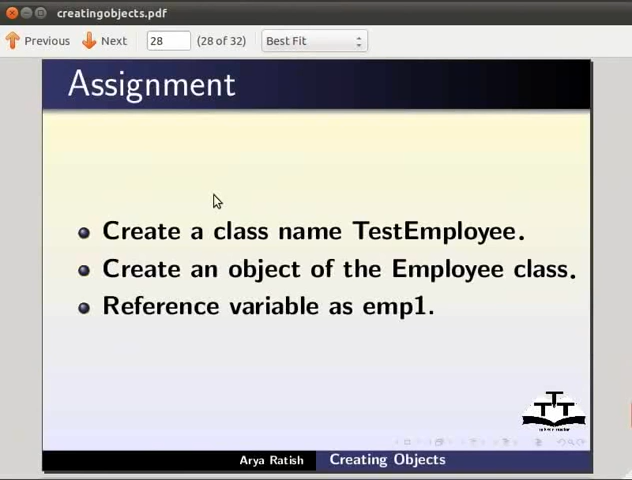 creatingobjects.pdf
Previous Next 28 (28 of 32) Best Fit
Assignment
Create a class name TestEmployee.
Create an object of the Employee class.
Reference variable as emp1.
Arya Ratish Creating Objects